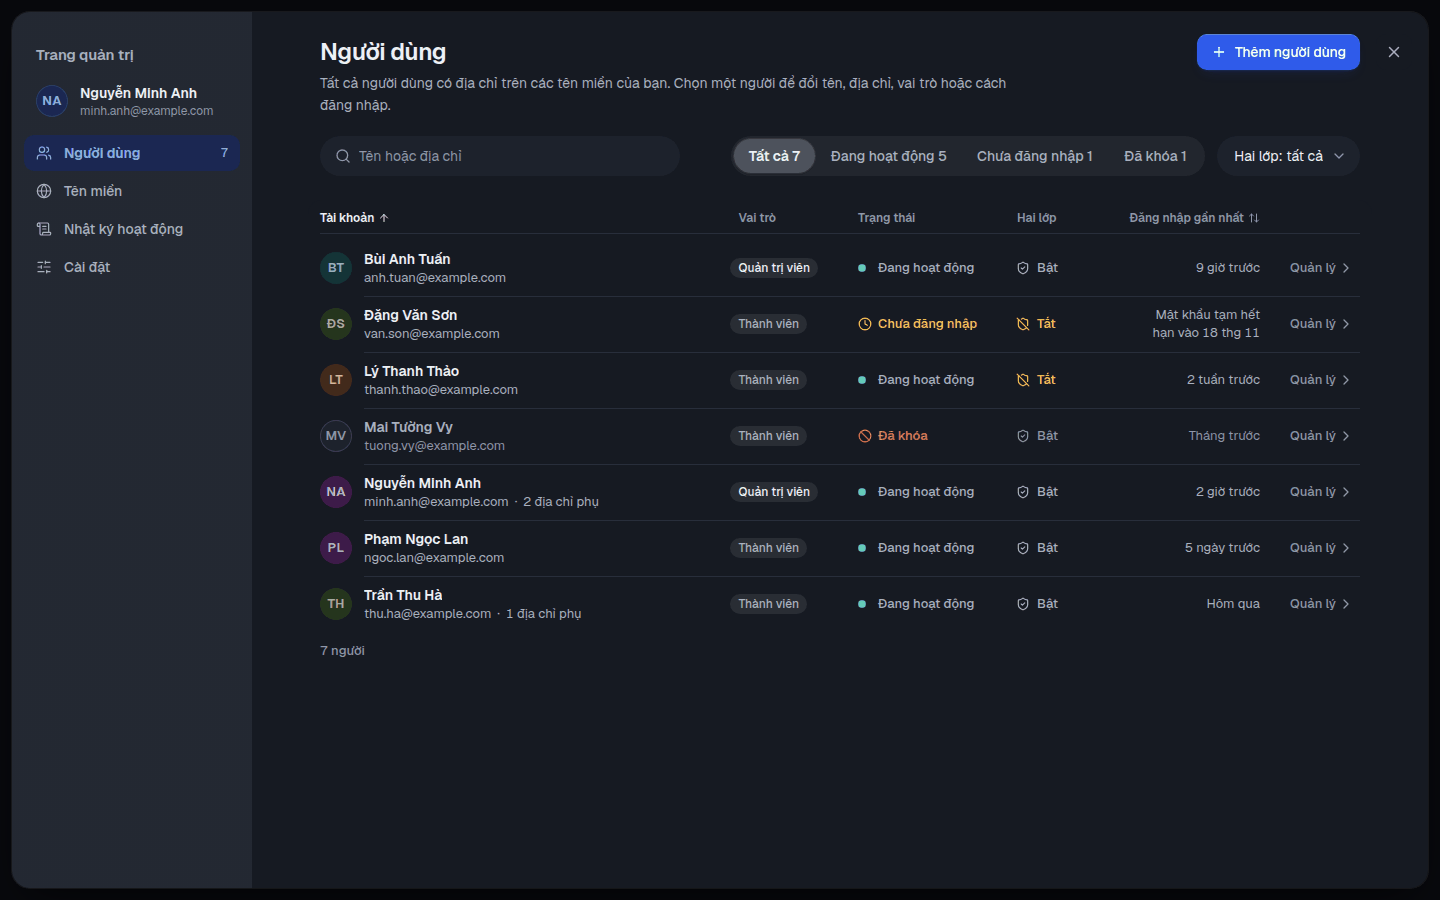 Trang quản trị
NA
Nguyễn Minh Anh
minh.anh@example.com
Người dùng 7
Tên miền
Nhật ký hoạt động
Cài đặt
Người dùng
Tất cả người dùng có địa chỉ trên các tên miền của bạn. Chọn một người để đổi tên, địa chỉ, vai trò hoặc cách
đăng nhập.
Thêm người dùng
Tên hoặc địa chỉ
Tất cả 7
Đang hoạt động 5
Chưa đăng nhập 1
Đã khóa 1
Hai lớp: tất cả
Tài khoản
Vai trò
Trạng thái
Hai lớp
Đăng nhập gần nhất
BT
Bùi Anh Tuấn
anh.tuan@example.com
Quản trị viên
Đang hoạt động
Bật
9 giờ trước
Quản lý
ĐS
Đặng Văn Sơn
van.son@example.com
Thành viên
Chưa đăng nhập
Tắt
Mật khẩu tạm hết
hạn vào 18 thg 11
Quản lý
LT
Lý Thanh Thảo
thanh.thao@example.com
Thành viên
Đang hoạt động
Tắt
2 tuần trước
Quản lý
MV
Mai Tường Vy
tuong.vy@example.com
Thành viên
Đã khóa
Bật
Tháng trước
Quản lý
NA
Nguyễn Minh Anh
minh.anh@example.com · 2 địa chỉ phụ
Quản trị viên
Đang hoạt động
Bật
2 giờ trước
Quản lý
PL
Phạm Ngọc Lan
ngoc.lan@example.com
Thành viên
Đang hoạt động
Bật
5 ngày trước
Quản lý
TH
Trần Thu Hà
thu.ha@example.com · 1 địa chỉ phụ
Thành viên
Đang hoạt động
Bật
Hôm qua
Quản lý
7 người